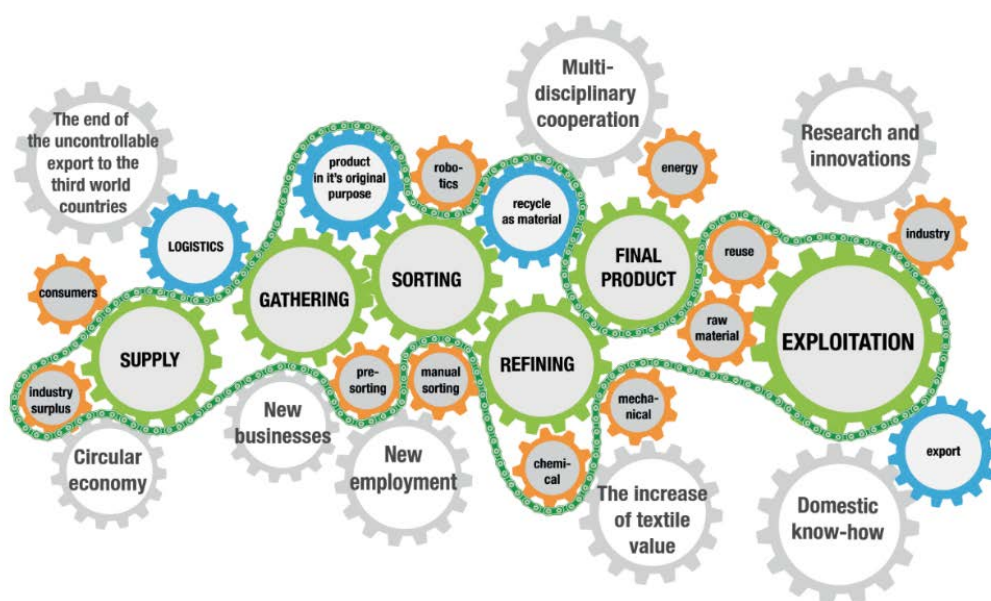 The end of
the uncontrollable
export to the
third world
countries
LOGISTICS
consumers
SUPPLY
industry
surplus
Circular
economy
GATHERING
New
businesses
product
in it's original
purpose
robo-
tics
SORTING
pre-
sorting
manual
sorting
New
employment
Multi-
disciplinary
cooperation
recycle
as material
energy
FINAL
PRODUCT
REFINING
chemi-
cal
mecha-
nical
The increase
of textile
value
reuse
raw
material
Research and
innovations
industry
EXPLOITATION
export
Domestic
know-how